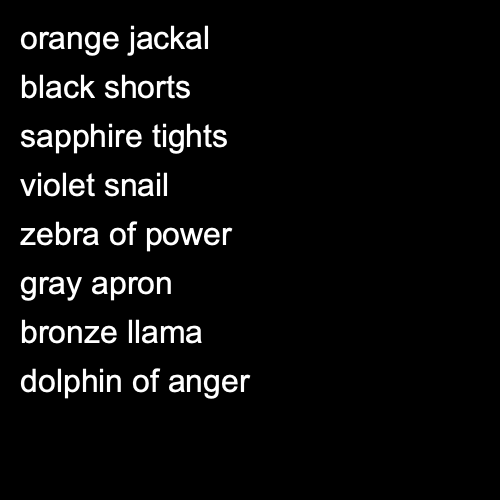 orange jackal
black shorts
sapphire tights
violet snail
zebra of power
gray apron
bronze llama
dolphin of anger